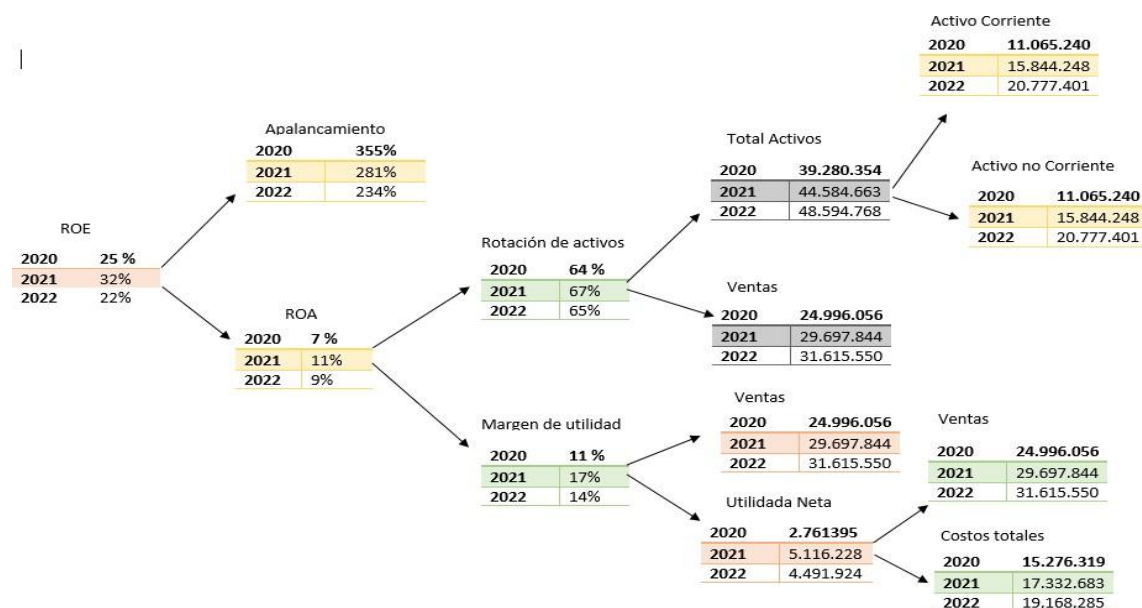 Activo Corriente
2020 11.065.240
2021 15.844.248
2022 20.777.401
Apalancamiento
2020 355%
2021 281%
2022 234%
Total Activos
2020 39.280.354
2021 44.584.663
2022 48.594.768
Activo no Corriente
2020 11.065.240
2021 15.844.248
2022 20.777.401
ROE
2020 25 %
2021 32%
2022 22%
Rotación de activos
2020 64 %
2021 67%
2022 65%
Ventas
2020 24.996.056
2021 29.697.844
2022 31.615.550
ROA
2020 7 %
2021 11%
2022 9%
Margen de utilidad
2020 11 %
2021 17%
2022 14%
Ventas
2020 24.996.056
2021 29.697.844
2022 31.615.550
Ventas
2020 24.996.056
2021 29.697.844
2022 31.615.550
Utilidada Neta
2020 2.761395
2021 5.116.228
2022 4.491.924
Costos totales
2020 15.276.319
2021 17.332.683
2022 19.168.285